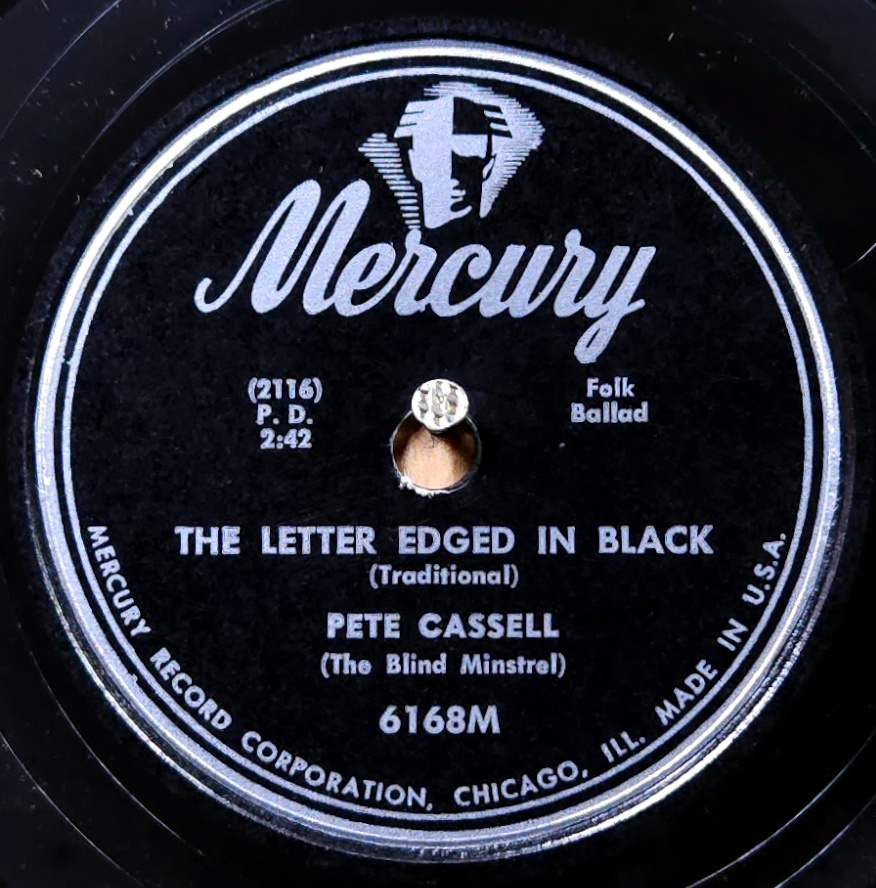 Mercury
(2116)
P. D.
2:42
Folk
Ballad
THE LETTER EDGED IN BLACK
(Traditional)
PETE CASSELL
(The Blind Minstrel)
6168M
MERCURY RECORD CORPORATION, CHICAGO, ILL. MADE IN U.S.A.